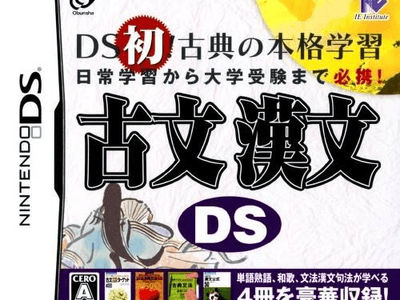 Obunsha
IE Institute
DS初!古典の本格学習
日常学習から大学受験まで必携!
NINTENDO DS
古文 漢文
DS
CERO
A
単語熟語、和歌、文法漢文句法が学べる
4冊を豪華収録!